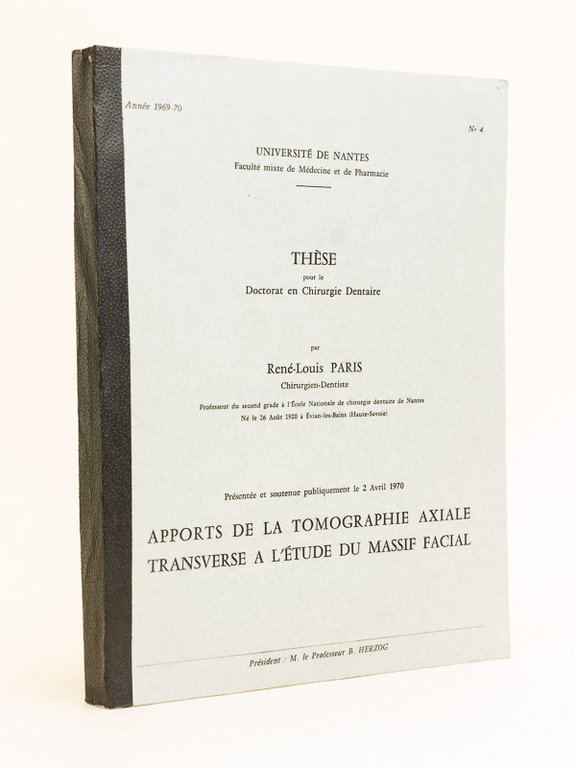 Année 1969-70
N° 4
UNIVERSITÉ DE NANTES
Faculté mixte de Médecine et de Pharmacie
THÈSE
pour le
Doctorat en Chirurgie Dentaire
par
René-Louis PARIS
Chirurgien-Dentiste
Professeur du second grade à l'École Nationale de chirurgie dentaire de Nantes
Né le 26 Août 1920 à Évian-les-Bains (Haute-Savoie)
Présentée et soutenue publiquement le 2 Avril 1970
APPORTS DE LA TOMOGRAPHIE AXIALE
TRANSVERSE A L'ÉTUDE DU MASSIF FACIAL
Président : M. le Professeur B. HERZOG